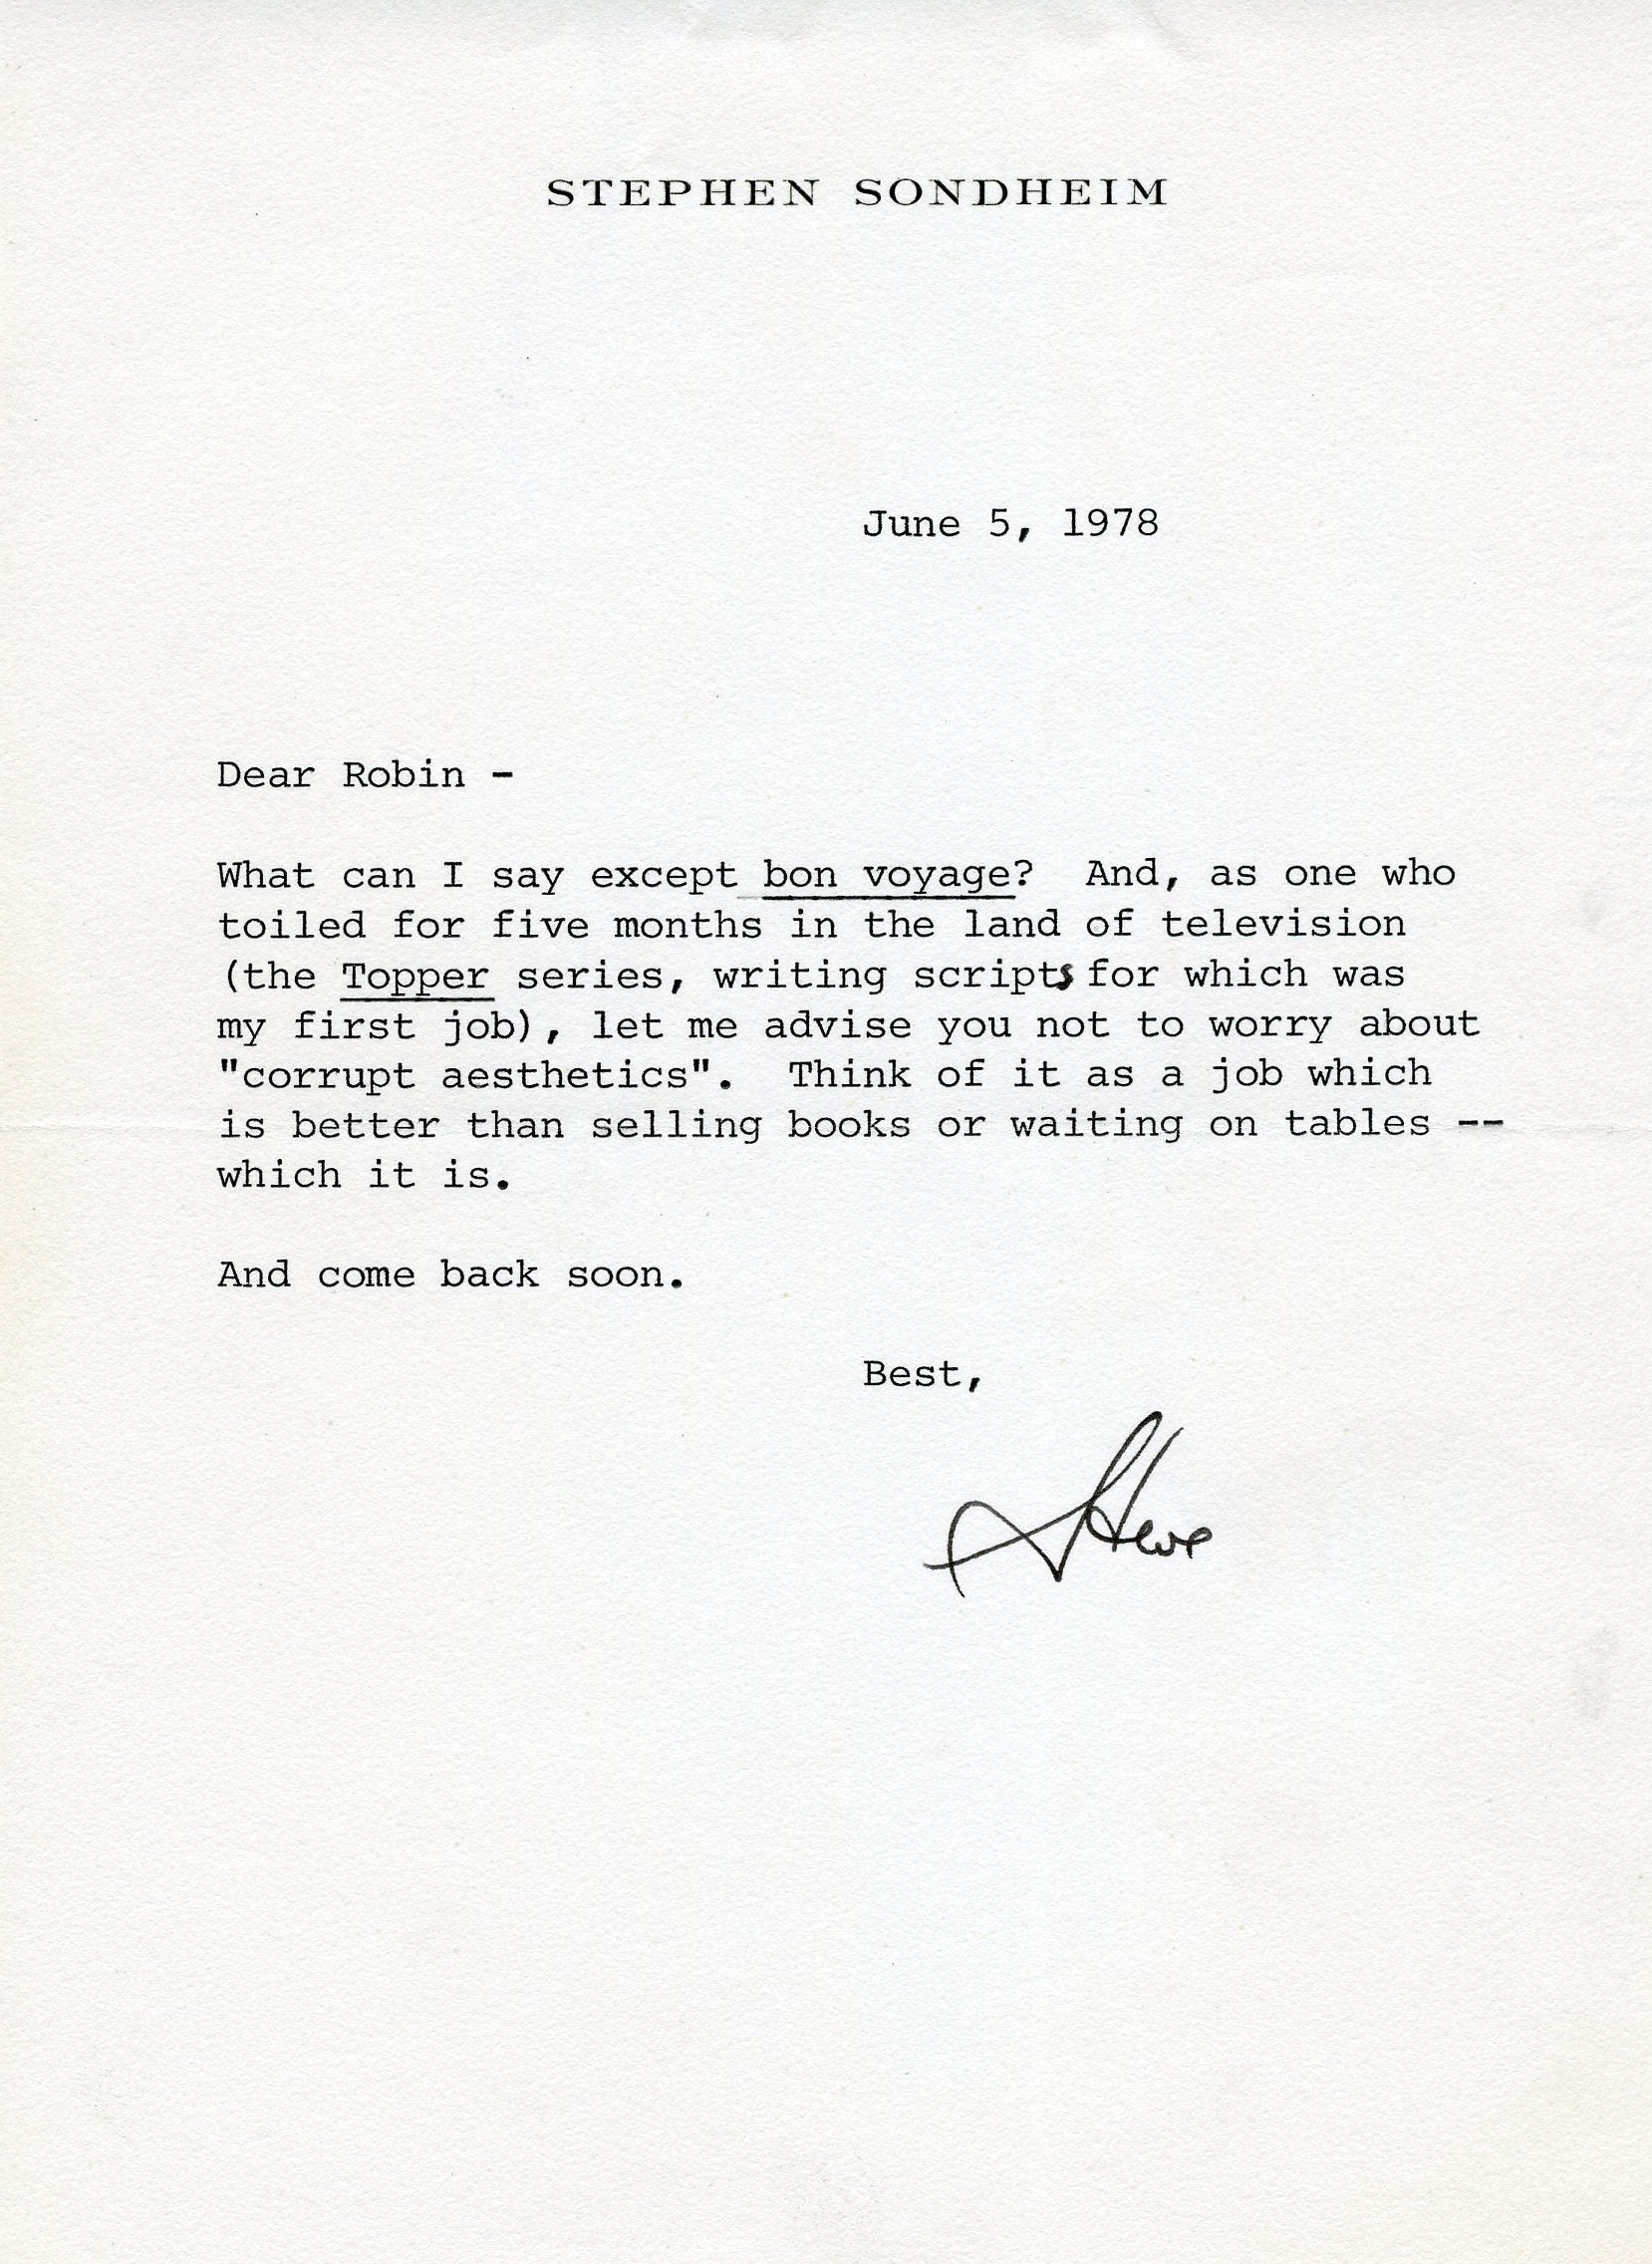 STEPHEN SONDHEIM
June 5, 1978
Dear Robin -
What can I say except bon voyage?  And, as one who
toiled for five months in the land of television
(the Topper series, writing scripts for which was
my first job), let me advise you not to worry about
"corrupt aesthetics".  Think of it as a job which
is better than selling books or waiting on tables --
which it is.
And come back soon.
Best,
Steve